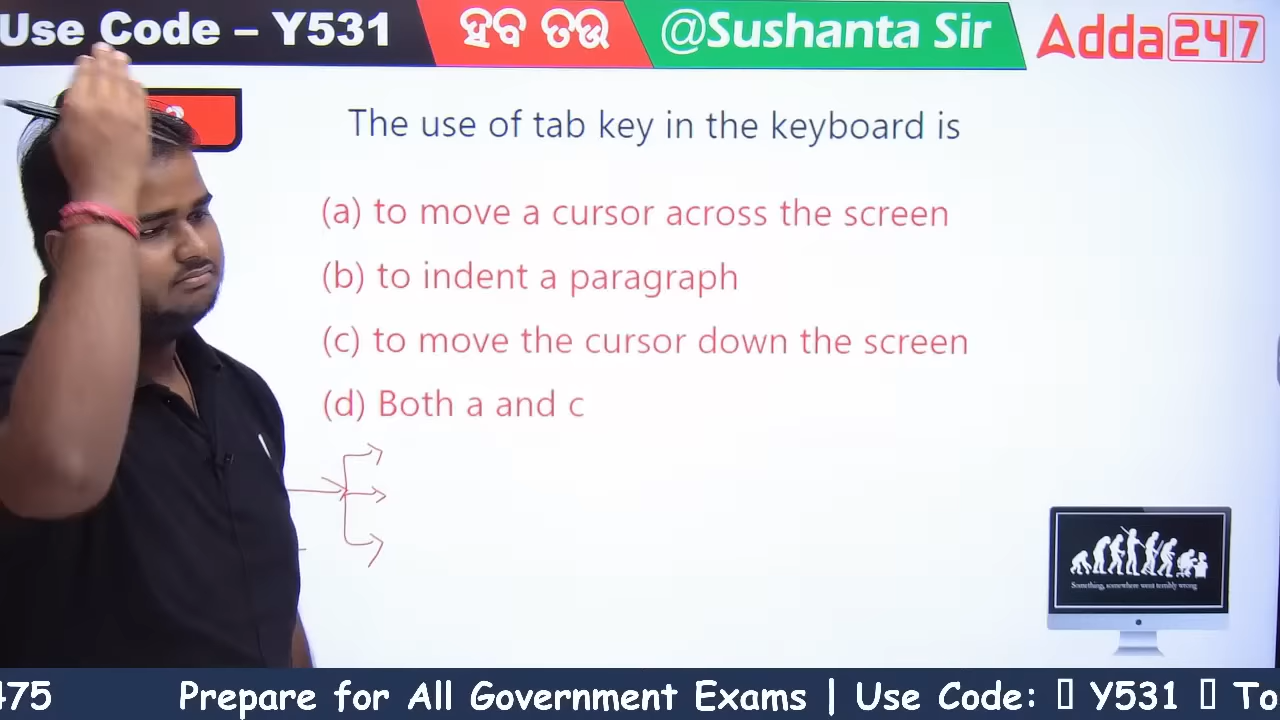 Use Code – Y531
ହବ ତଉ
@Sushanta Sir
Adda247
?
The use of tab key in the keyboard is
(a) to move a cursor across the screen
(b) to indent a paragraph
(c) to move the cursor down the screen
(d) Both a and c
Something, somewhere went terribly wrong
475 Prepare for All Government Exams | Use Code: Y531 To